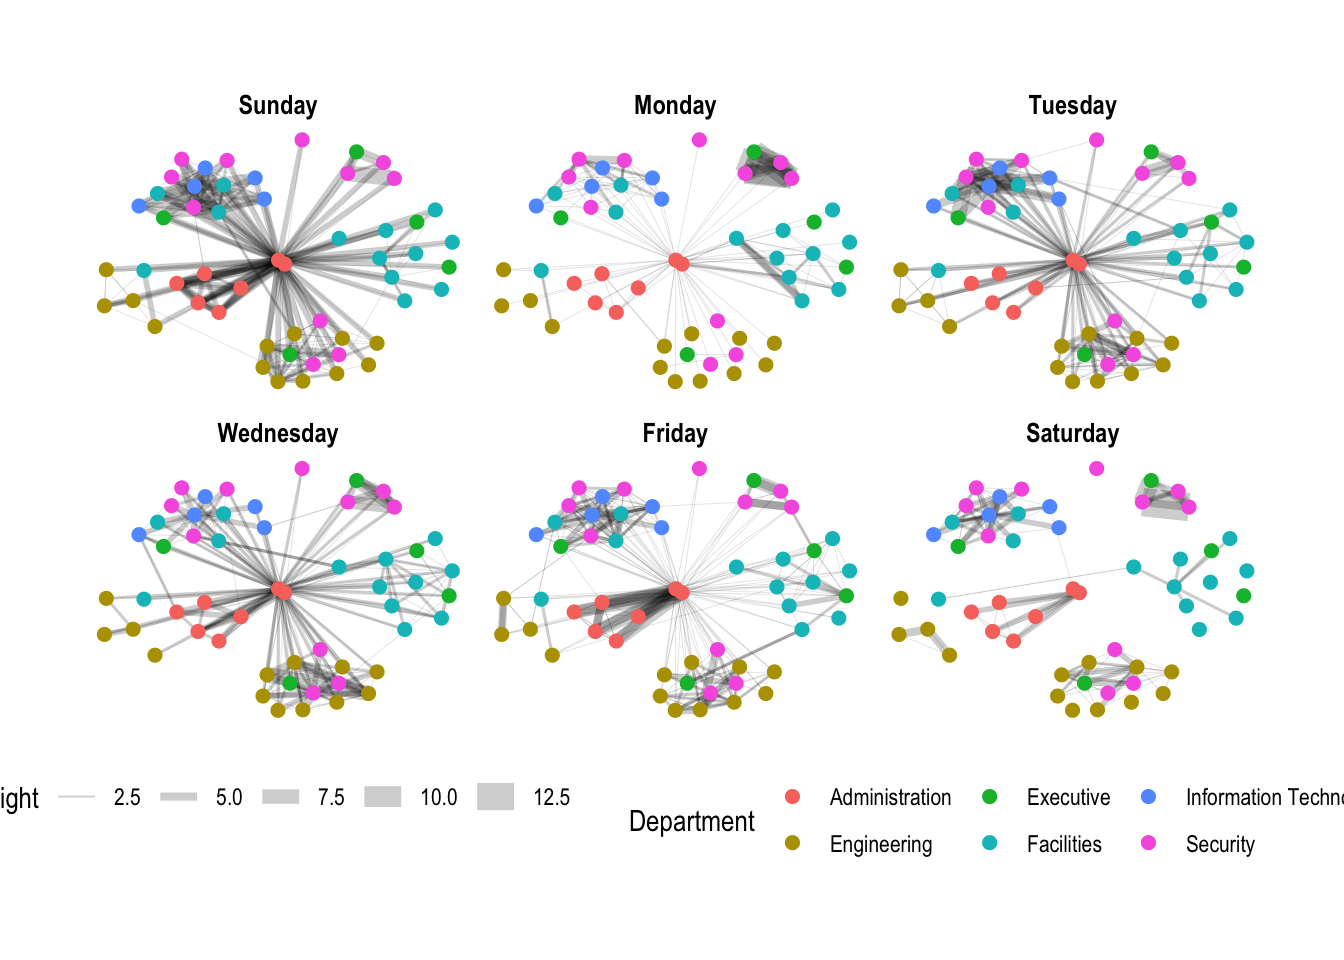 Sunday
Monday
Tuesday
Wednesday
Friday
Saturday
ight
2.5
5.0
7.5
10.0
12.5
Department
Administration
Executive
Information Techno
Engineering
Facilities
Security